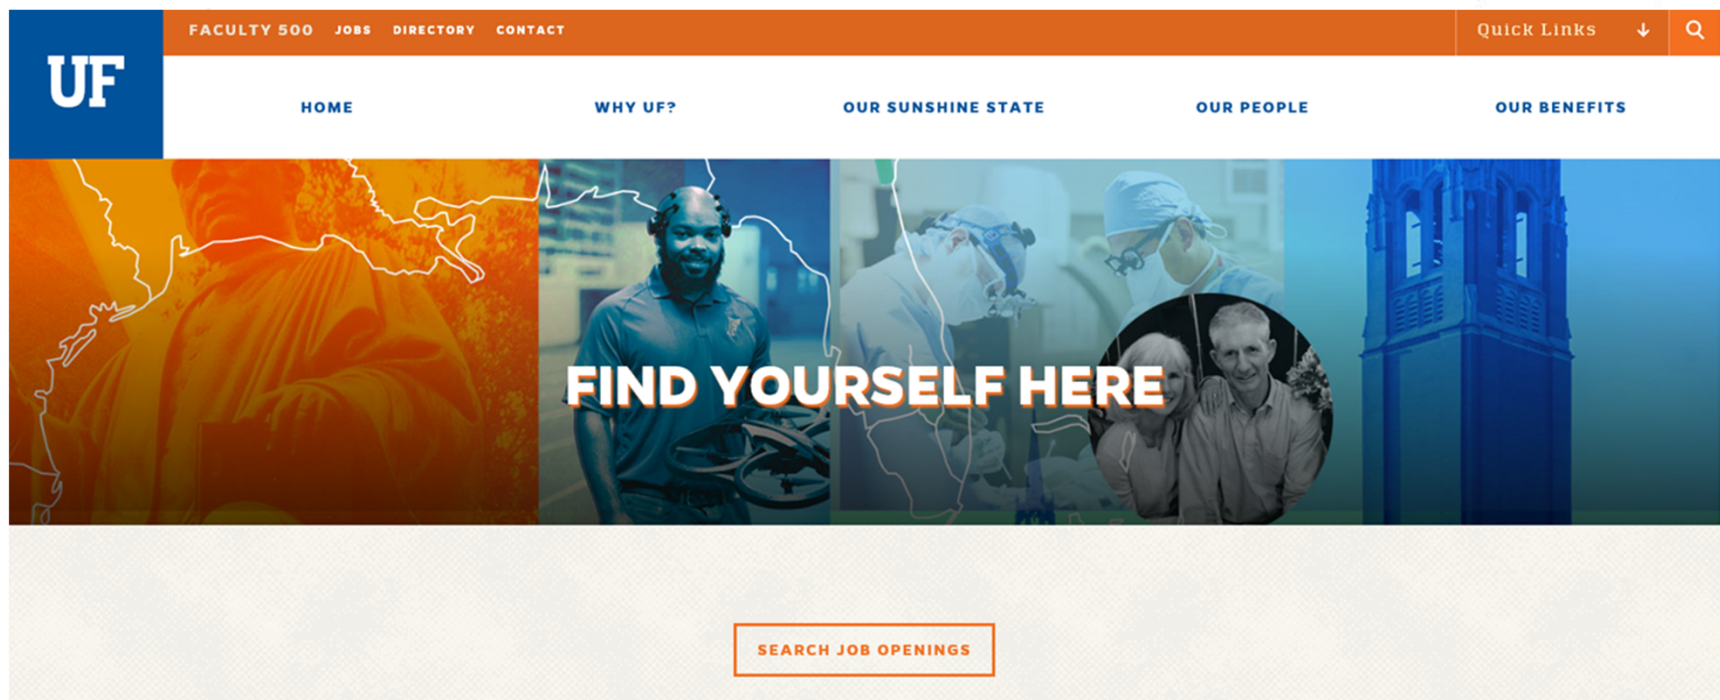 UF
FACULTY 500 JOBS DIRECTORY CONTACT
Quick Links
HOME WHY UF? OUR SUNSHINE STATE OUR PEOPLE OUR BENEFITS
FIND YOURSELF HERE
SEARCH JOB OPENINGS